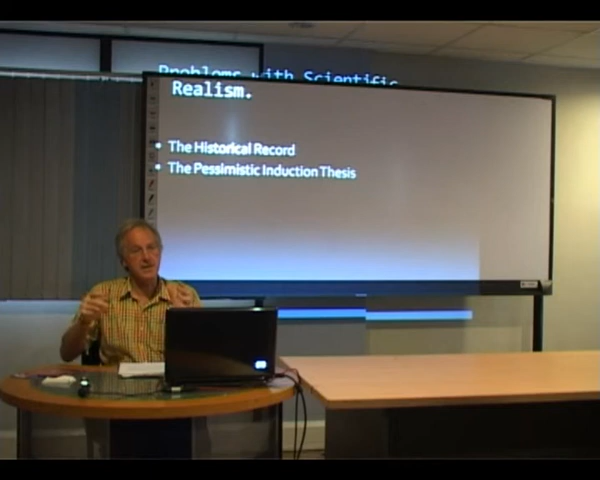 Problems with Scientific
Realism.
• The Historical Record
• The Pessimistic Induction Thesis